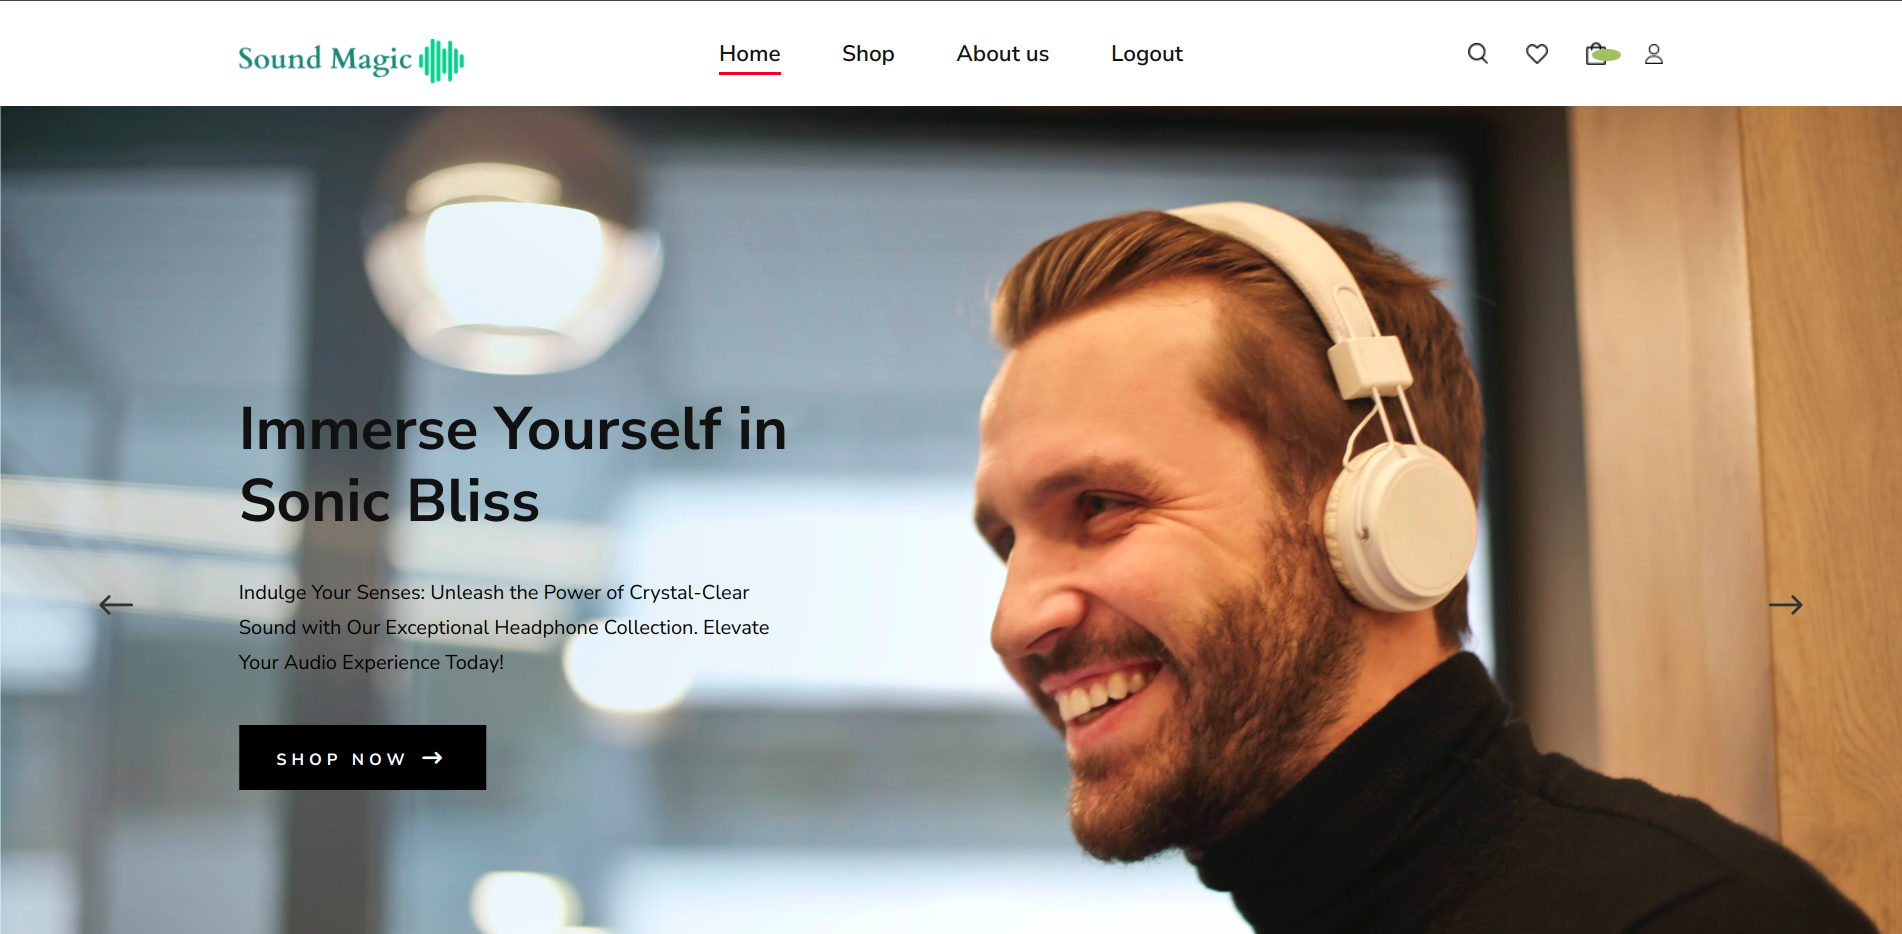 Sound Magic
Home
Shop
About us
Logout
Immerse Yourself in
Sonic Bliss
Indulge Your Senses: Unleash the Power of Crystal-Clear
Sound with Our Exceptional Headphone Collection. Elevate
Your Audio Experience Today!
SHOP NOW